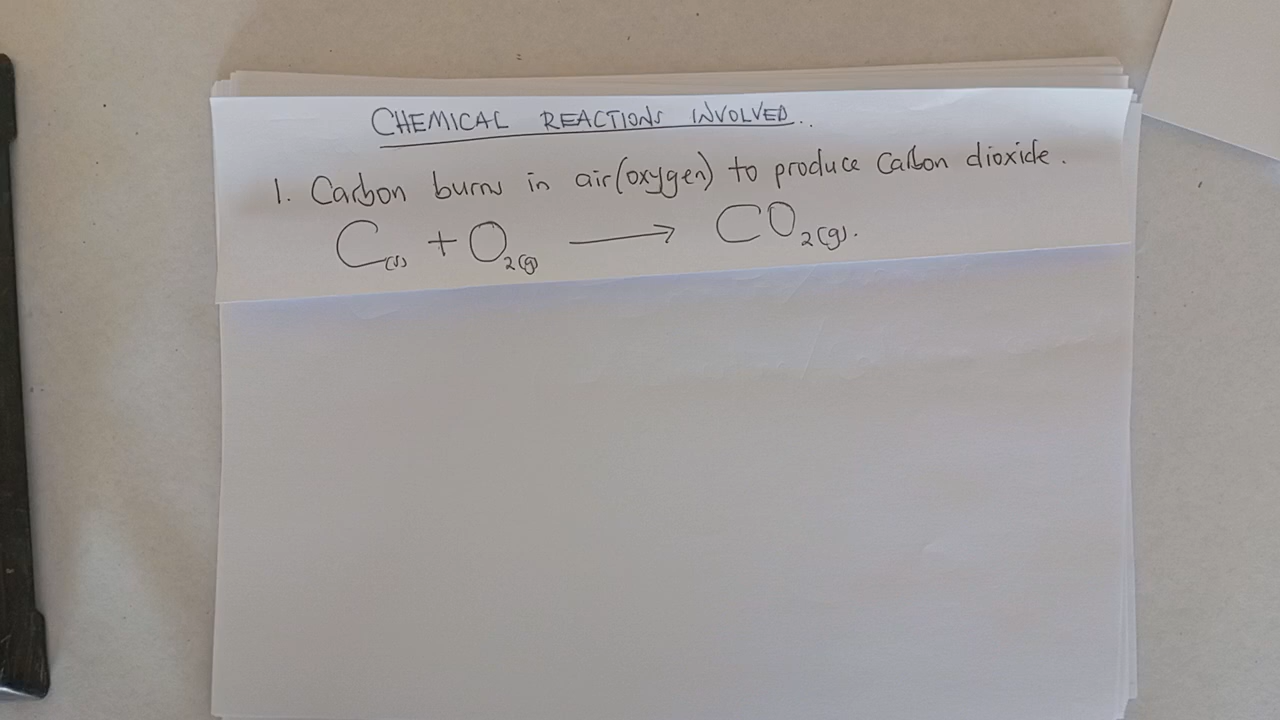 CHEMICAL REACTIONS INVOLVED..
1. Carbon burns in air(oxygen) to produce Carbon dioxide.
C(s) + O2(g) ⟶ CO2(g).